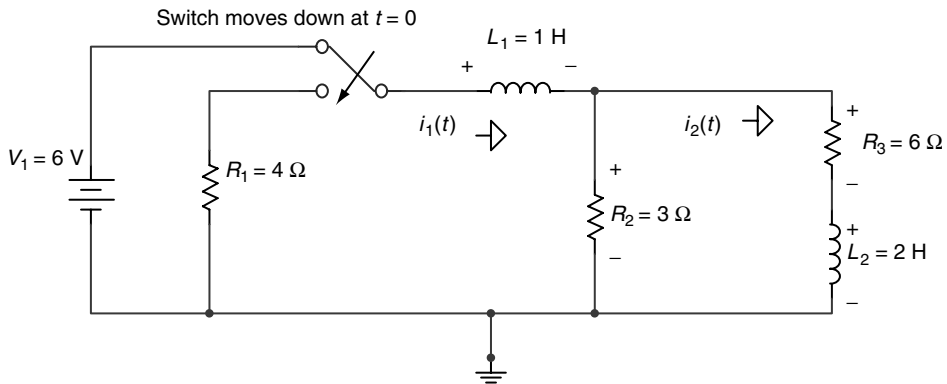 Switch moves down at t = 0
L₁ = 1 H
+ −
i₁(t)
i₂(t)
+
R₃ = 6 Ω
−
V₁ = 6 V
R₁ = 4 Ω
+
R₂ = 3 Ω
−
+
L₂ = 2 H
−